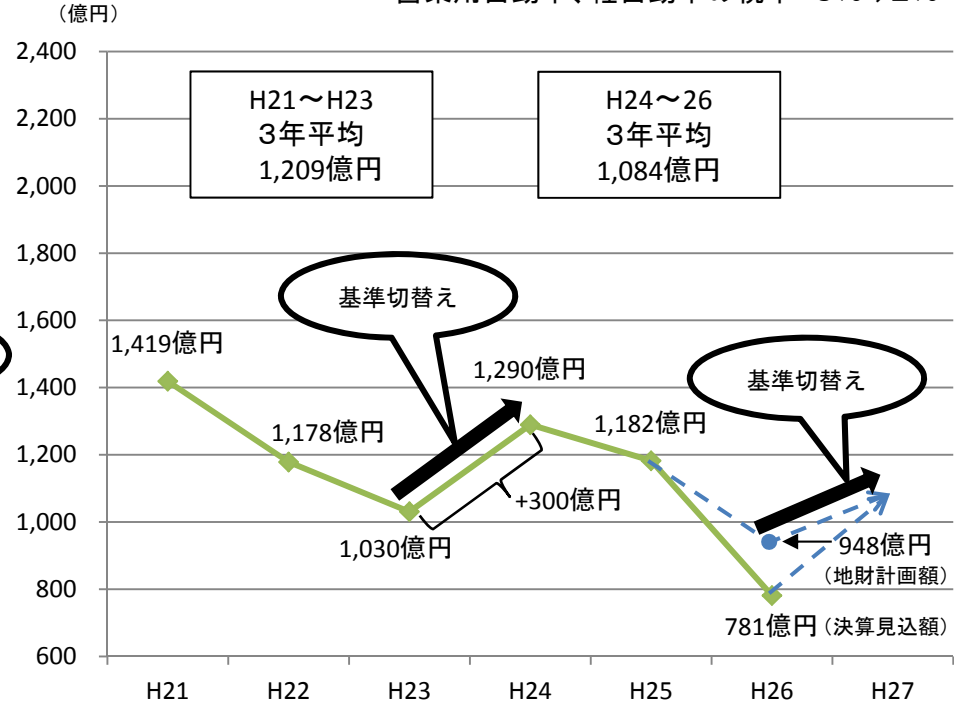 (億円)
2,400
2,200
2,000
1,800
1,600
1,400
1,200
1,000
800
600
H21～H23
３年平均
1,209億円
H24～26
３年平均
1,084億円
基準切替え
基準切替え
1,419億円
1,178億円
1,030億円
1,290億円
+300億円
1,182億円
948億円
(地財計画額)
781億円(決算見込額)
H21 H22 H23 H24 H25 H26 H27